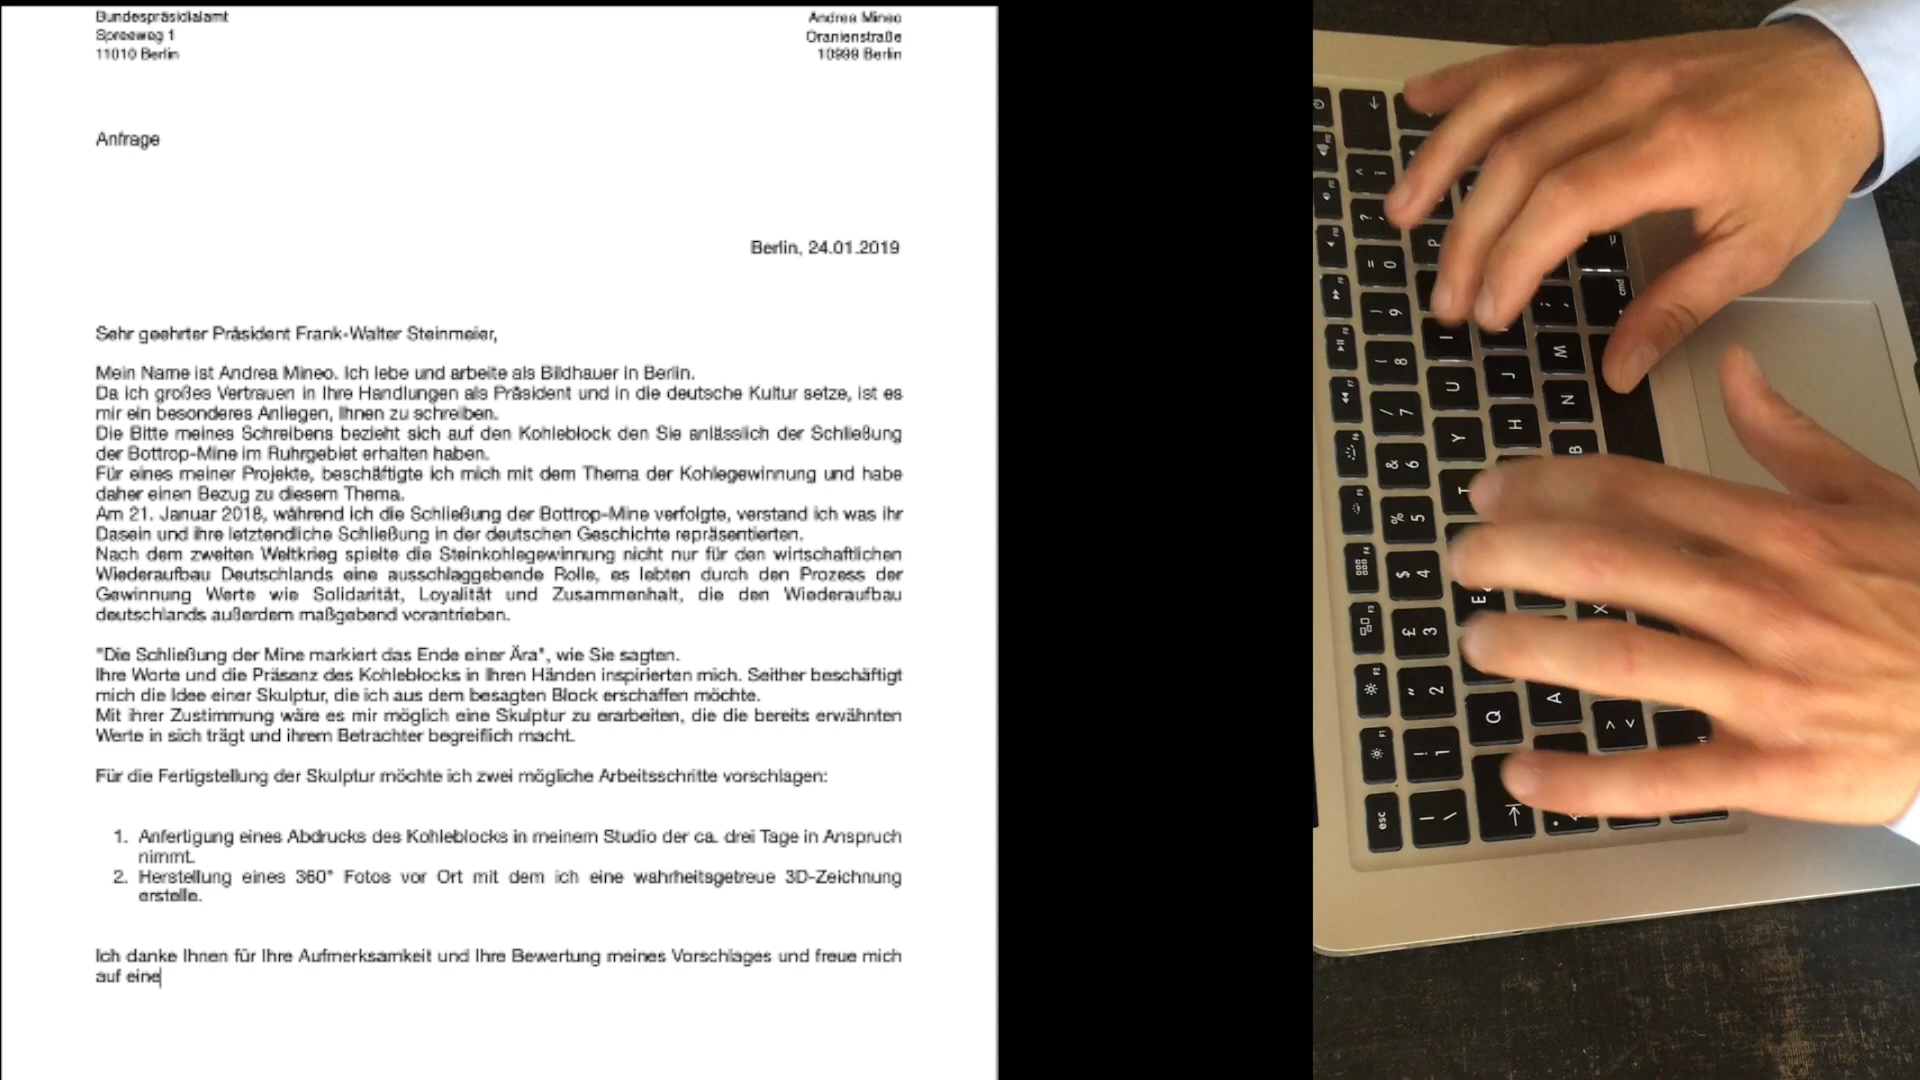 Bundespräsidialamt
Spreeweg 1
11010 Berlin
Andrea Mineo
Oranienstraße
10999 Berlin
Anfrage
Berlin, 24.01.2019
Sehr geehrter Präsident Frank-Walter Steinmeier,
Mein Name ist Andrea Mineo. Ich lebe und arbeite als Bildhauer in Berlin.
Da ich großes Vertrauen in Ihre Handlungen als Präsident und in die deutsche Kultur setze, ist es
mir ein besonderes Anliegen, Ihnen zu schreiben.
Die Bitte meines Schreibens bezieht sich auf den Kohleblock den Sie anlässlich der Schließung
der Bottrop-Mine im Ruhrgebiet erhalten haben.
Für eines meiner Projekte, beschäftigte ich mich mit dem Thema der Kohlegewinnung und habe
daher einen Bezug zu diesem Thema.
Am 21. Januar 2018, während ich die Schließung der Bottrop-Mine verfolgte, verstand ich was ihr
Dasein und ihre letztendliche Schließung in der deutschen Geschichte repräsentierten.
Nach dem zweiten Weltkrieg spielte die Steinkohlegewinnung nicht nur für den wirtschaftlichen
Wiederaufbau Deutschlands eine ausschlaggebende Rolle, es lebten durch den Prozess der
Gewinnung Werte wie Solidarität, Loyalität und Zusammenhalt, die den Wiederaufbau
deutschlands außerdem maßgebend vorantrieben.
"Die Schließung der Mine markiert das Ende einer Ära", wie Sie sagten.
Ihre Worte und die Präsenz des Kohleblocks in Ihren Händen inspirierten mich. Seither beschäftigt
mich die Idee einer Skulptur, die ich aus dem besagten Block erschaffen möchte.
Mit ihrer Zustimmung wäre es mir möglich eine Skulptur zu erarbeiten, die die bereits erwähnten
Werte in sich trägt und ihrem Betrachter begreiflich macht.
Für die Fertigstellung der Skulptur möchte ich zwei mögliche Arbeitsschritte vorschlagen:
1. Anfertigung eines Abdrucks des Kohleblocks in meinem Studio der ca. drei Tage in Anspruch
nimmt.
2. Herstellung eines 360° Fotos vor Ort mit dem ich eine wahrheitsgetreue 3D-Zeichnung
erstelle.
Ich danke Ihnen für Ihre Aufmerksamkeit und Ihre Bewertung meines Vorschlages und freue mich
auf eine